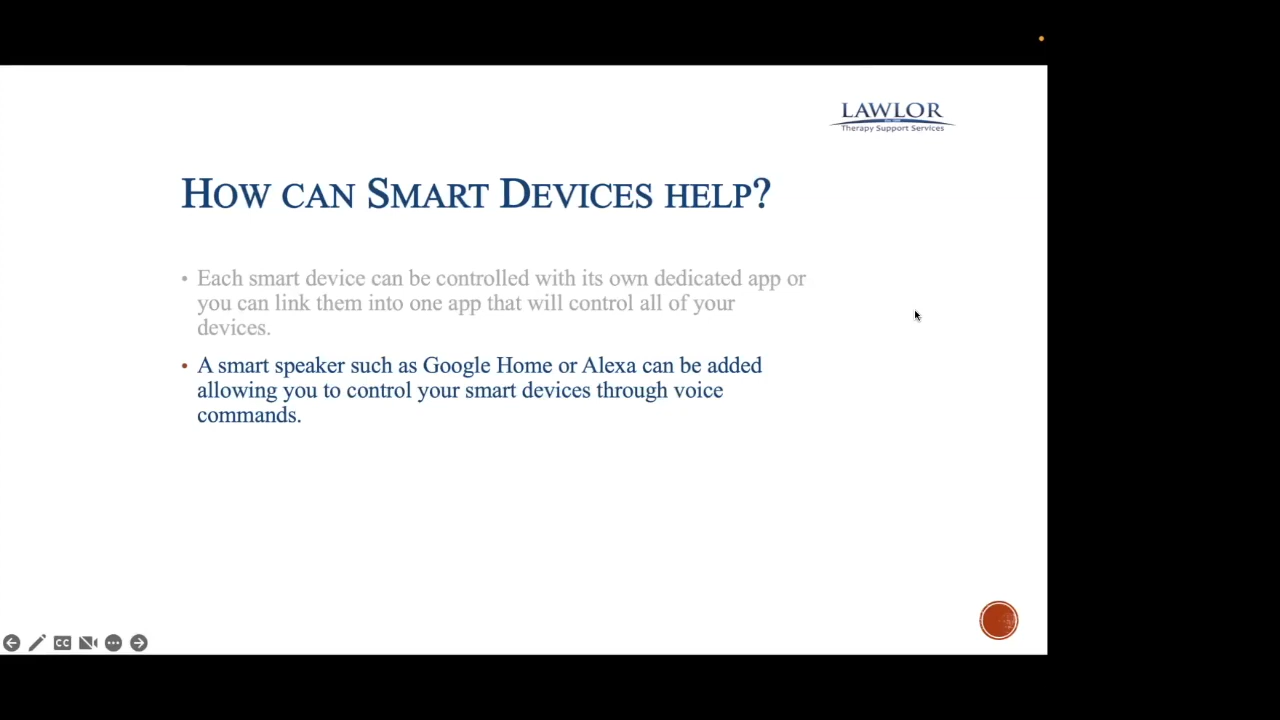 LAWLOR
Therapy Support Services
HOW CAN SMART DEVICES HELP?
• Each smart device can be controlled with its own dedicated app or
you can link them into one app that will control all of your
devices.
• A smart speaker such as Google Home or Alexa can be added
allowing you to control your smart devices through voice
commands.
CC